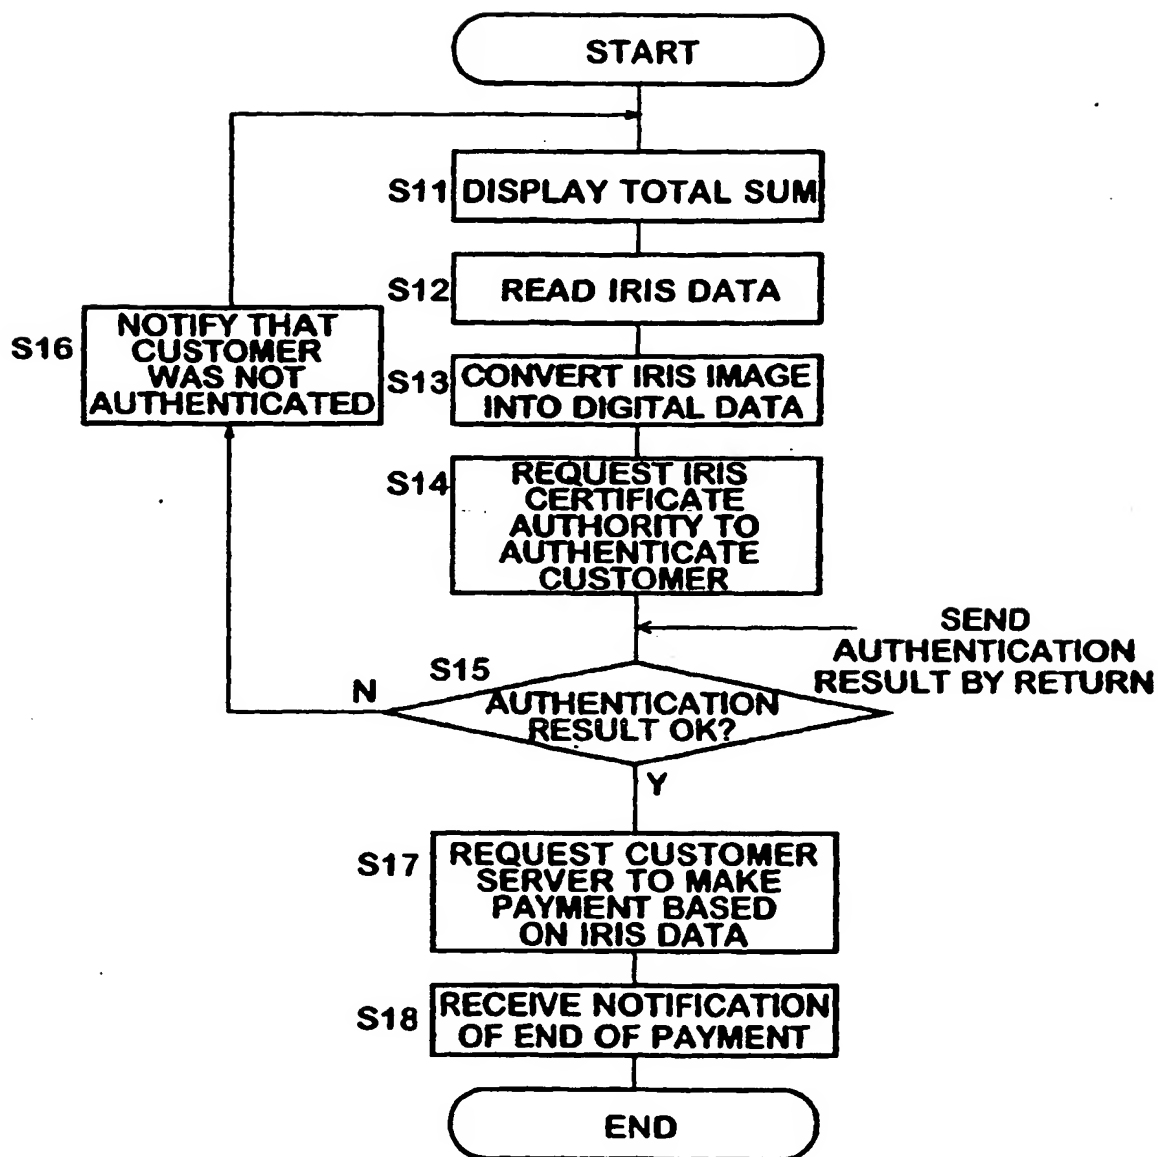 START
S11 DISPLAY TOTAL SUM
S12 READ IRIS DATA
S16 NOTIFY THAT
CUSTOMER
WAS NOT
AUTHENTICATED
S13 CONVERT IRIS IMAGE
INTO DIGITAL DATA
S14 REQUEST IRIS
CERTIFICATE
AUTHORITY TO
AUTHENTICATE
CUSTOMER
SEND
AUTHENTICATION
RESULT BY RETURN
S15
N
AUTHENTICATION
RESULT OK?
Y
S17 REQUEST CUSTOMER
SERVER TO MAKE
PAYMENT BASED
ON IRIS DATA
S18 RECEIVE NOTIFICATION
OF END OF PAYMENT
END